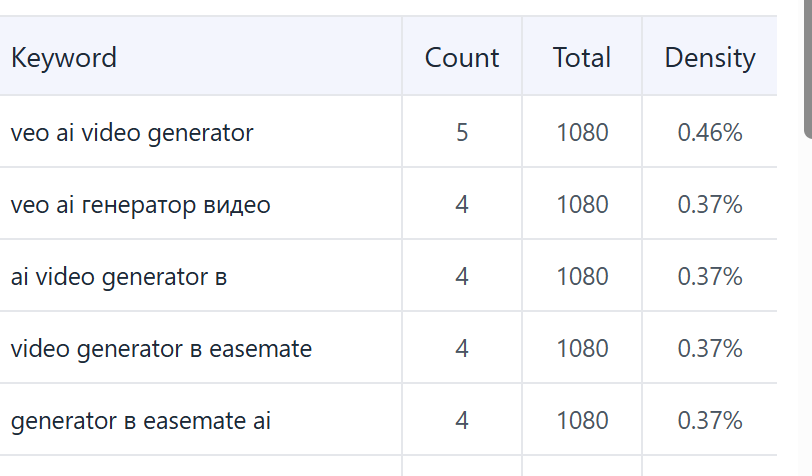 Keyword Count Total Density
veo ai video generator 5 1080 0.46%
veo ai генератор видео 4 1080 0.37%
ai video generator в 4 1080 0.37%
video generator в easemate 4 1080 0.37%
generator в easemate ai 4 1080 0.37%